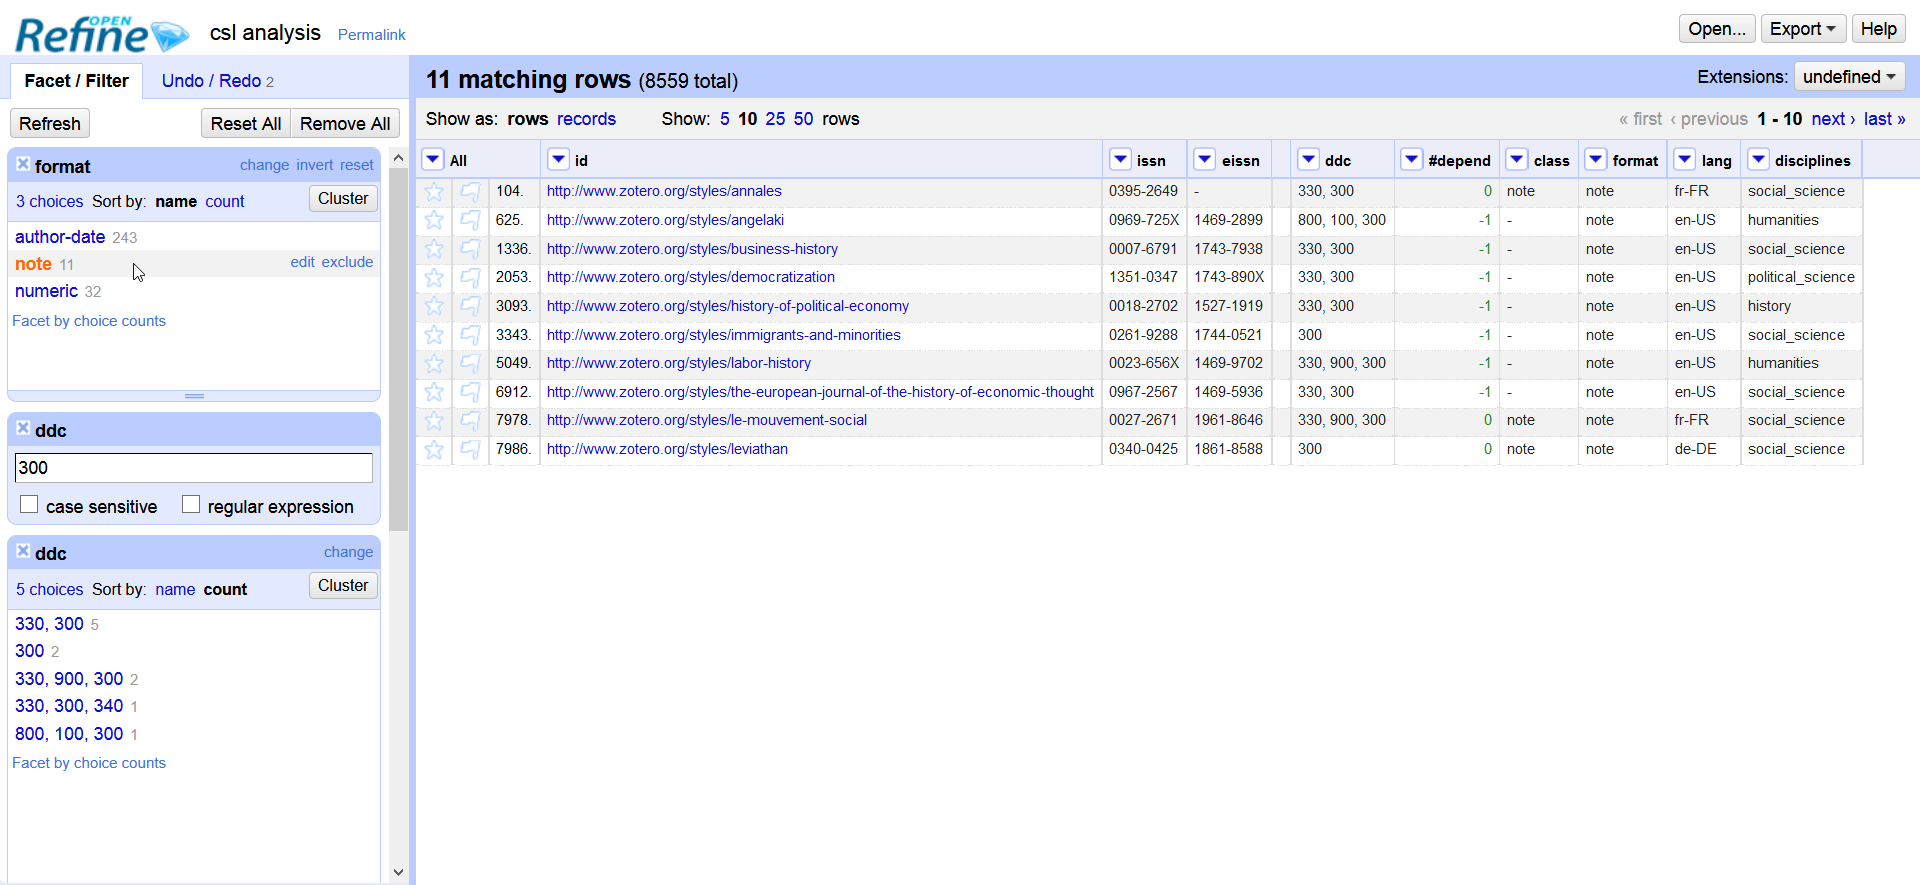 OPEN
Refine csl analysis Permalink Open... Export Help
Facet / Filter Undo / Redo 2 11 matching rows (8559 total) Extensions: undefined
Refresh Reset All Remove All Show as: rows records Show: 5 10 25 50 rows « first ‹ previous 1 - 10 next › last »
format change invert reset
3 choices Sort by: name count Cluster
author-date 243
note 11 edit exclude
numeric 32
Facet by choice counts
ddc
300
case sensitive regular expression
ddc change
5 choices Sort by: name count Cluster
330, 300 5
300 2
330, 900, 300 2
330, 300, 340 1
800, 100, 300 1
Facet by choice counts
All id issn eissn ddc #depend class format lang disciplines
104. http://www.zotero.org/styles/annales 0395-2649 - 330, 300 0 note note fr-FR social_science
625. http://www.zotero.org/styles/angelaki 0969-725X 1469-2899 800, 100, 300 -1 - note en-US humanities
1336. http://www.zotero.org/styles/business-history 0007-6791 1743-7938 330, 300 -1 - note en-US social_science
2053. http://www.zotero.org/styles/democratization 1351-0347 1743-890X 330, 300 -1 - note en-US political_science
3093. http://www.zotero.org/styles/history-of-political-economy 0018-2702 1527-1919 330, 300 -1 - note en-US history
3343. http://www.zotero.org/styles/immigrants-and-minorities 0261-9288 1744-0521 300 -1 - note en-US social_science
5049. http://www.zotero.org/styles/labor-history 0023-656X 1469-9702 330, 900, 300 -1 - note en-US humanities
6912. http://www.zotero.org/styles/the-european-journal-of-the-history-of-economic-thought 0967-2567 1469-5936 330, 300 -1 - note en-US social_science
7978. http://www.zotero.org/styles/le-mouvement-social 0027-2671 1961-8646 330, 900, 300 0 note note fr-FR social_science
7986. http://www.zotero.org/styles/leviathan 0340-0425 1861-8588 300 0 note note de-DE social_science